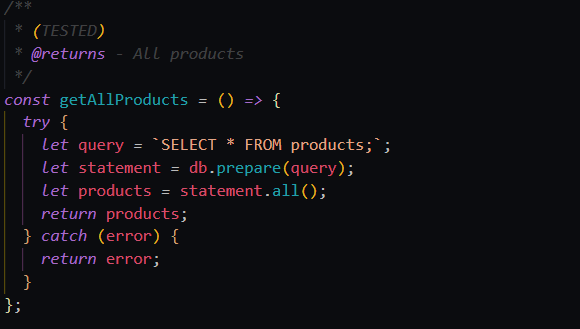 /**
 * (TESTED)
 * @returns - All products
 */
const getAllProducts = () => {
  try {
    let query = `SELECT * FROM products;`;
    let statement = db.prepare(query);
    let products = statement.all();
    return products;
  } catch (error) {
    return error;
  }
};